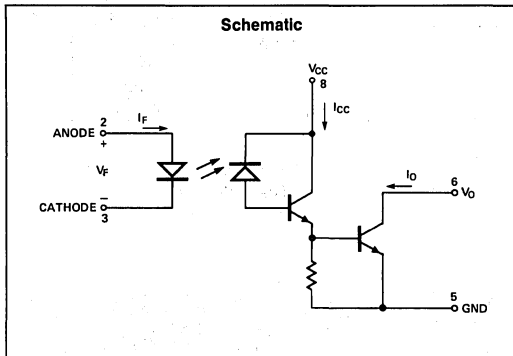 Schematic
VCC
8
ICC
2
IF
ANODE
+
VF
CATHODE
–
3
IO
6
VO
5
GND